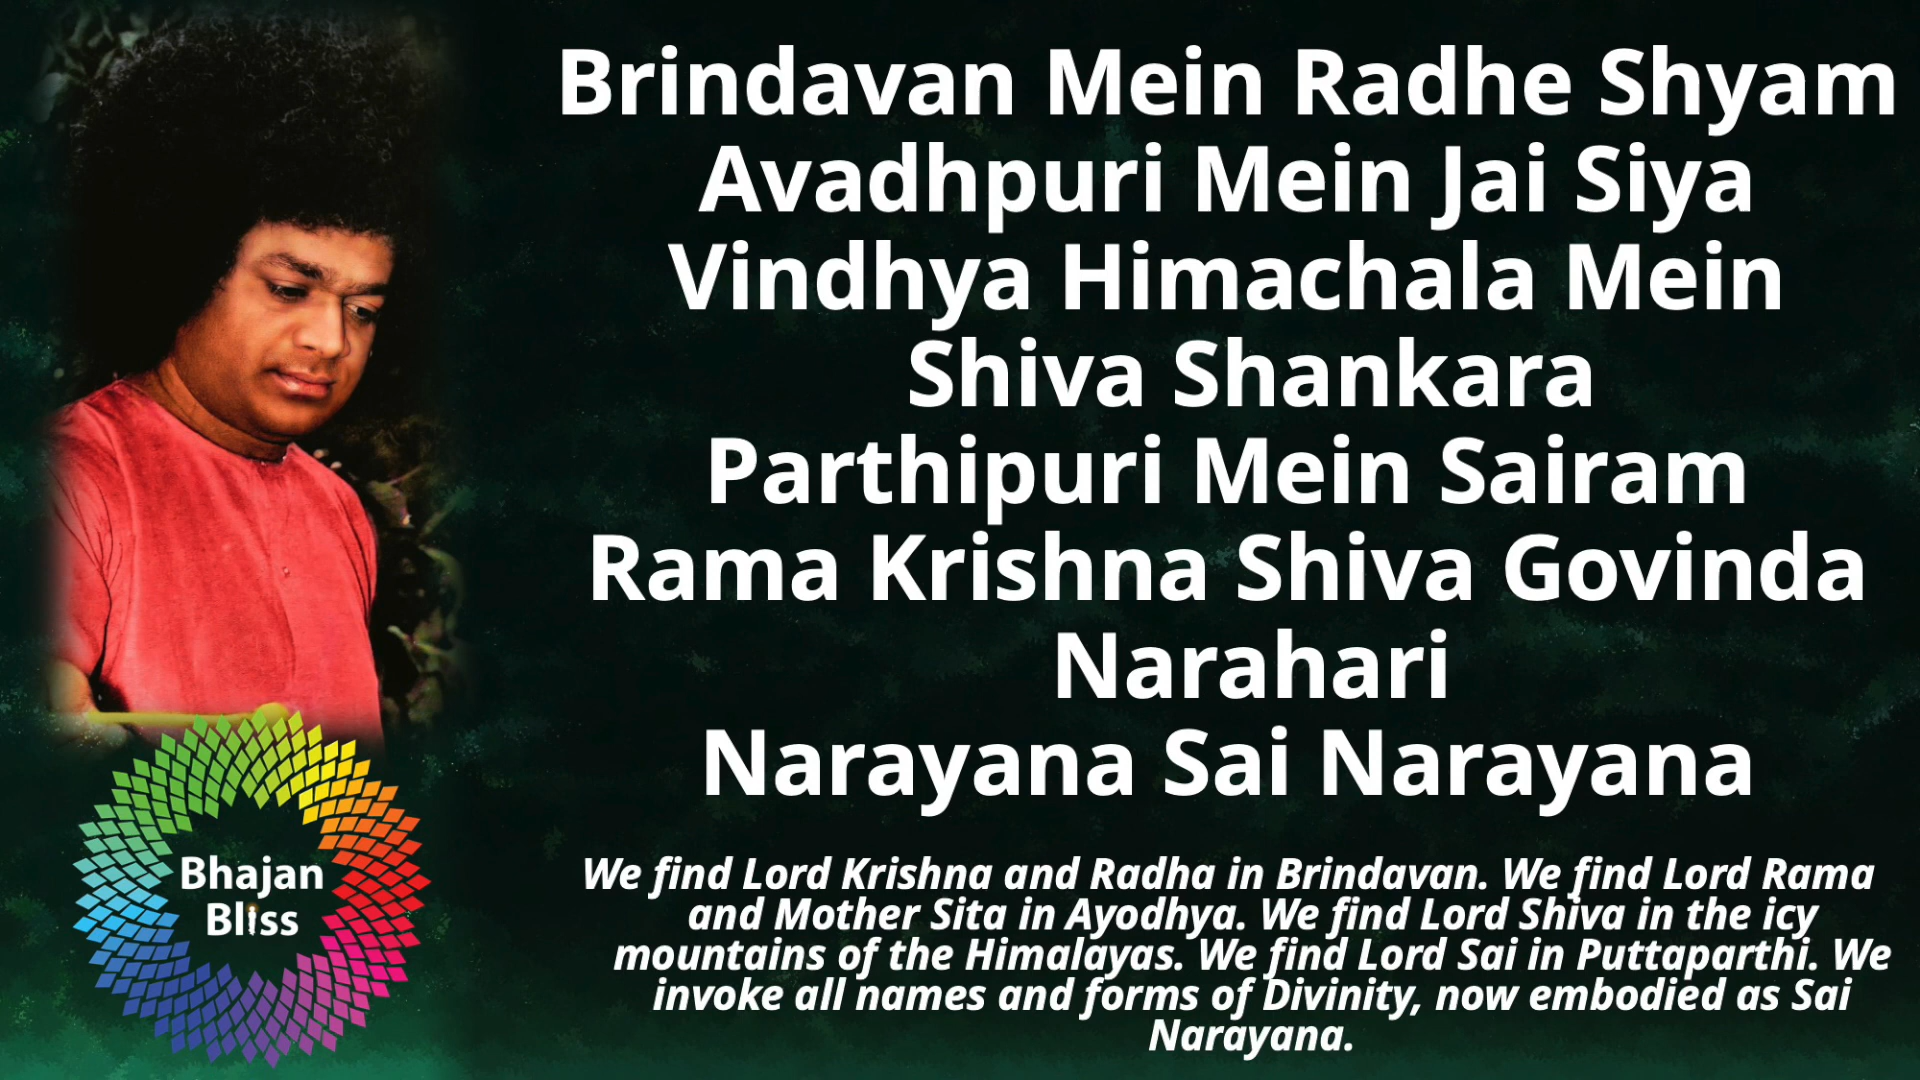 Brindavan Mein Radhe Shyam
Avadhpuri Mein Jai Siya
Vindhya Himachala Mein
Shiva Shankara
Parthipuri Mein Sairam
Rama Krishna Shiva Govinda
Narahari
Narayana Sai Narayana
We find Lord Krishna and Radha in Brindavan. We find Lord Rama
and Mother Sita in Ayodhya. We find Lord Shiva in the icy
mountains of the Himalayas. We find Lord Sai in Puttaparthi. We
invoke all names and forms of Divinity, now embodied as Sai
Narayana.
Bhajan
Bliss